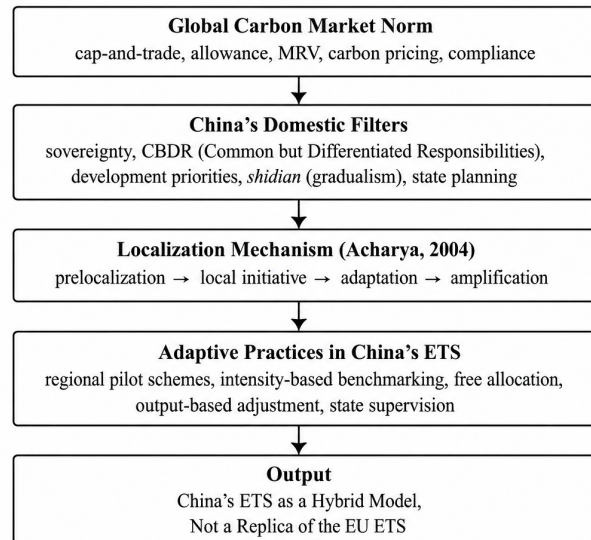 Global Carbon Market Norm
cap-and-trade, allowance, MRV, carbon pricing, compliance
China's Domestic Filters
sovereignty, CBDR (Common but Differentiated Responsibilities),
development priorities, shidian (gradualism), state planning
Localization Mechanism (Acharya, 2004)
prelocalization → local initiative → adaptation → amplification
Adaptive Practices in China's ETS
regional pilot schemes, intensity-based benchmarking, free allocation,
output-based adjustment, state supervision
Output
China's ETS as a Hybrid Model,
Not a Replica of the EU ETS